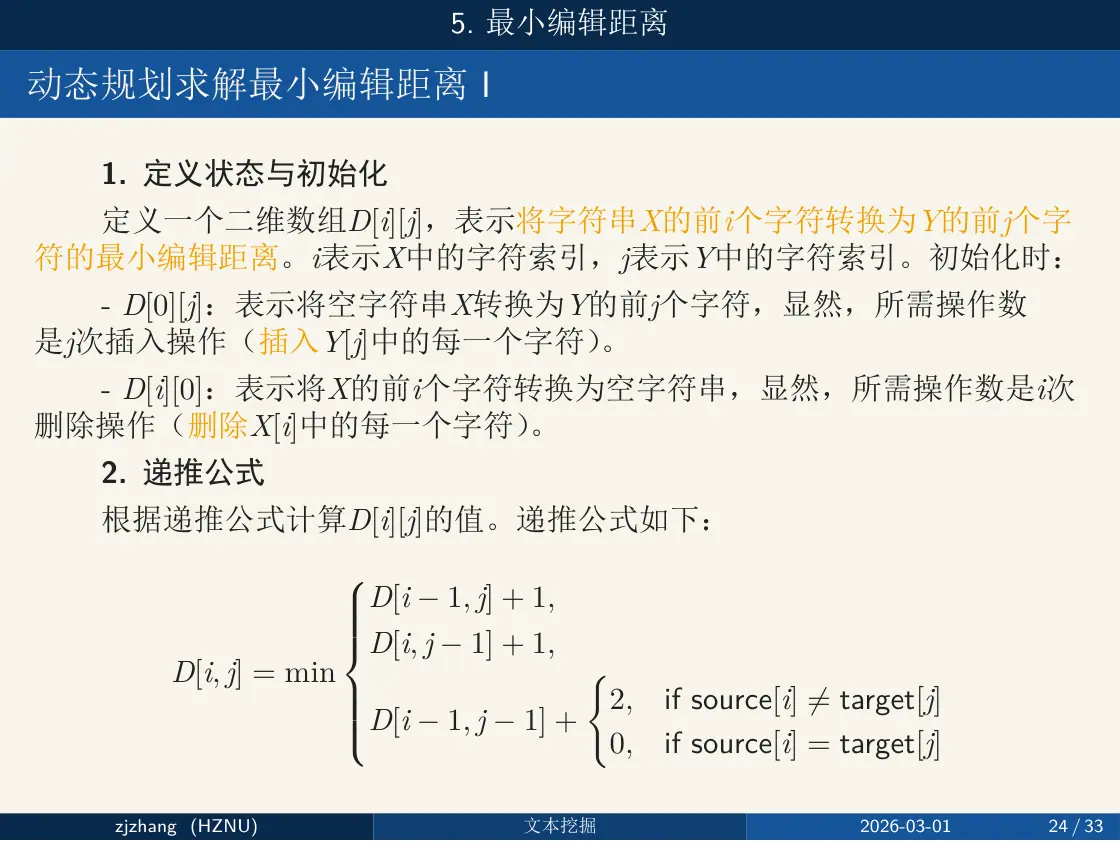 5. 最小编辑距离
动态规划求解最小编辑距离 I
1. 定义状态与初始化
定义一个二维数组D[i][j]，表示将字符串X的前i个字符转换为Y的前j个字
符的最小编辑距离。i表示X中的字符索引，j表示Y中的字符索引。初始化时：
- D[0][j]：表示将空字符串X转换为Y的前j个字符，显然，所需操作数
是j次插入操作（插入Y[j]中的每一个字符）。
- D[i][0]：表示将X的前i个字符转换为空字符串，显然，所需操作数是i次
删除操作（删除X[i]中的每一个字符）。
2. 递推公式
根据递推公式计算D[i][j]的值。递推公式如下：
D[i − 1, j] + 1,
D[i, j − 1] + 1,
D[i, j] = min
D[i − 1, j − 1] +
2, if source[i] ≠ target[j]
0, if source[i] = target[j]
zjzhang (HZNU) 文本挖掘 2026-03-01 24 / 33